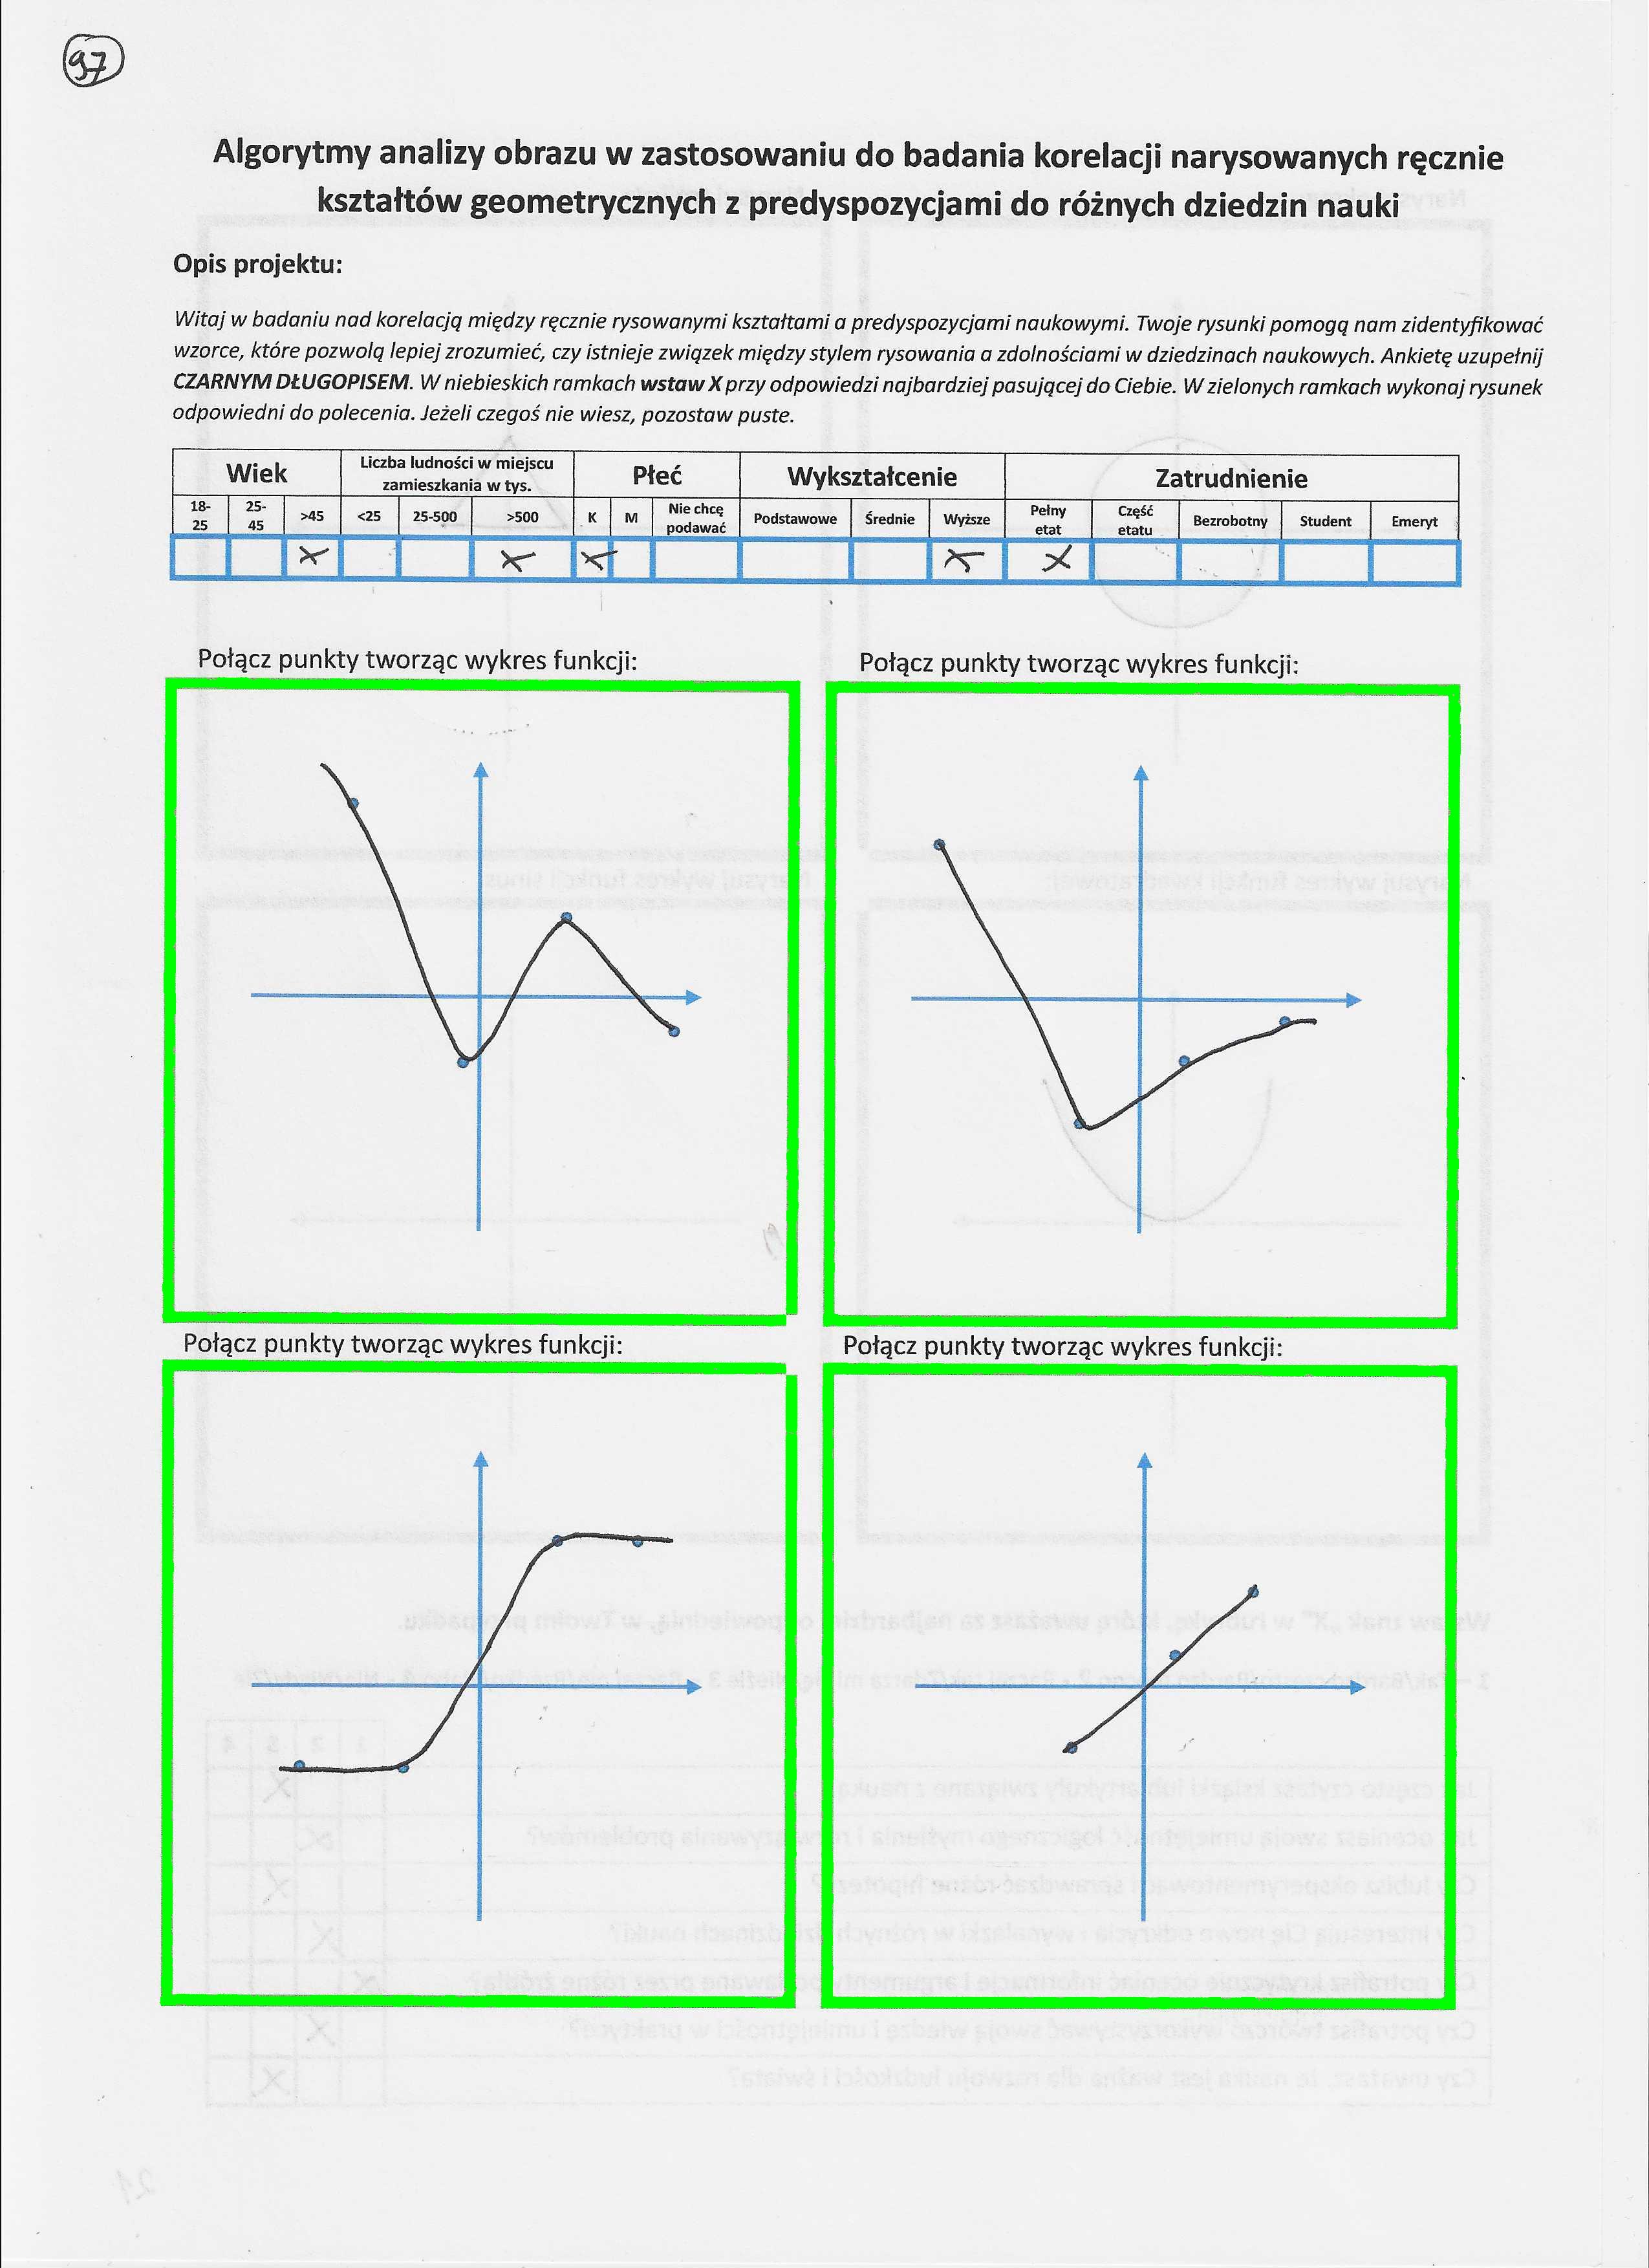 97
Algorytmy analizy obrazu w zastosowaniu do badania korelacji narysowanych ręcznie
kształtów geometrycznych z predyspozycjami do różnych dziedzin nauki
Opis projektu:
Witaj w badaniu nad korelacją między ręcznie rysowanymi kształtami a predyspozycjami naukowymi. Twoje rysunki pomogą nam zidentyfikować
wzorce, które pozwolą lepiej zrozumieć, czy istnieje związek między stylem rysowania a zdolnościami w dziedzinach naukowych. Ankietę uzupełnij
CZARNYM DŁUGOPISEM. W niebieskich ramkach wstaw X przy odpowiedzi najbardziej pasującej do Ciebie. W zielonych ramkach wykonaj rysunek
odpowiedni do polecenia. Jeżeli czegoś nie wiesz, pozostaw puste.
Wiek Liczba ludności w miejscu zamieszkania w tys. Płeć Wykształcenie Zatrudnienie
18-25 25-45 >45 <25 25-500 >500 K M Nie chcę podawać Podstawowe Średnie Wyższe Pełny etat Część etatu Bezrobotny Student Emeryt
X X X X X
Połącz punkty tworząc wykres funkcji: Połącz punkty tworząc wykres funkcji:
Połącz punkty tworząc wykres funkcji: Połącz punkty tworząc wykres funkcji: